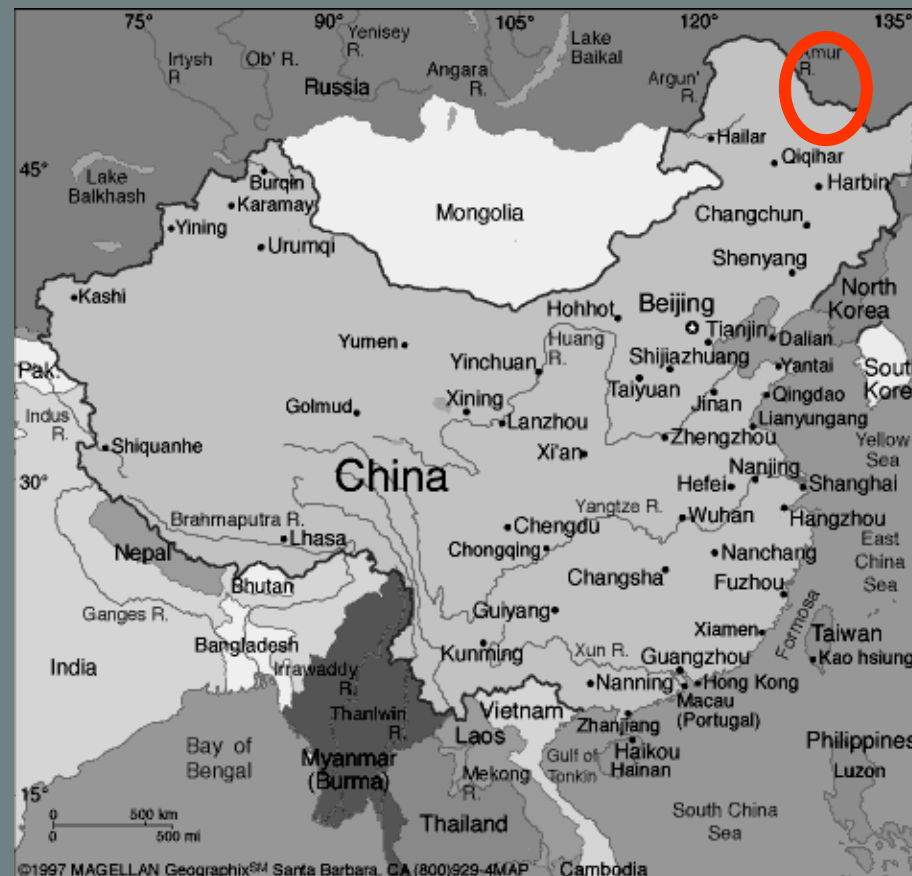 75°
90°
105°
120°
135°
Irtysh
R.
Ob' R.
Yenisey
R.
Russia
Angara
R.
Lake
Baikal
Argun'
R.
Amur
R.
45°
Lake
Balkhash
Burqin
Karamay
Yining
Urumqi
Kashi
Mongolia
Hailar
Qiqihar
Harbin
Changchun
Shenyang
North
Korea
Hohhot
Beijing
Tianjin
Dalian
Huang
R.
Yumen
Yinchuan
Shijiazhuang
Yantai
Sout
Kore
Pak.
Taiyuan
Jinan
Qingdao
Indus
R.
Golmud
Xining
Lanzhou
Lianyungang
Zhengzhou
Yellow
Sea
Shiquanhe
Xi'an
30°
China
Nanjing
Hefei
Shanghai
Brahmaputra R.
Lhasa
Yangtze R.
Wuhan
Hangzhou
Chengdu
Chongqing
East
China
Sea
Nepal
Nanchang
Bhutan
Changsha
Fuzhou
Ganges R.
Guiyang
Formosa
Bangladesh
Xiamen
Taiwan
Kunming
Xun R.
Guangzhou
Kao hsiung
India
Irrawaddy
R.
Nanning
Hong Kong
Macau
(Portugal)
Thanlwin
R.
Vietnam
Zhanjiang
Laos
Bay of
Bengal
Myanmar
(Burma)
Gulf of
Tonkin
Haikou
Hainan
Philippines
Luzon
Mekong
R.
15°
0 500 km
0 500 mi
Thailand
South China
Sea
©1997 MAGELLAN Geographix℠ Santa Barbara, CA (800)929-4MAP
Cambodia